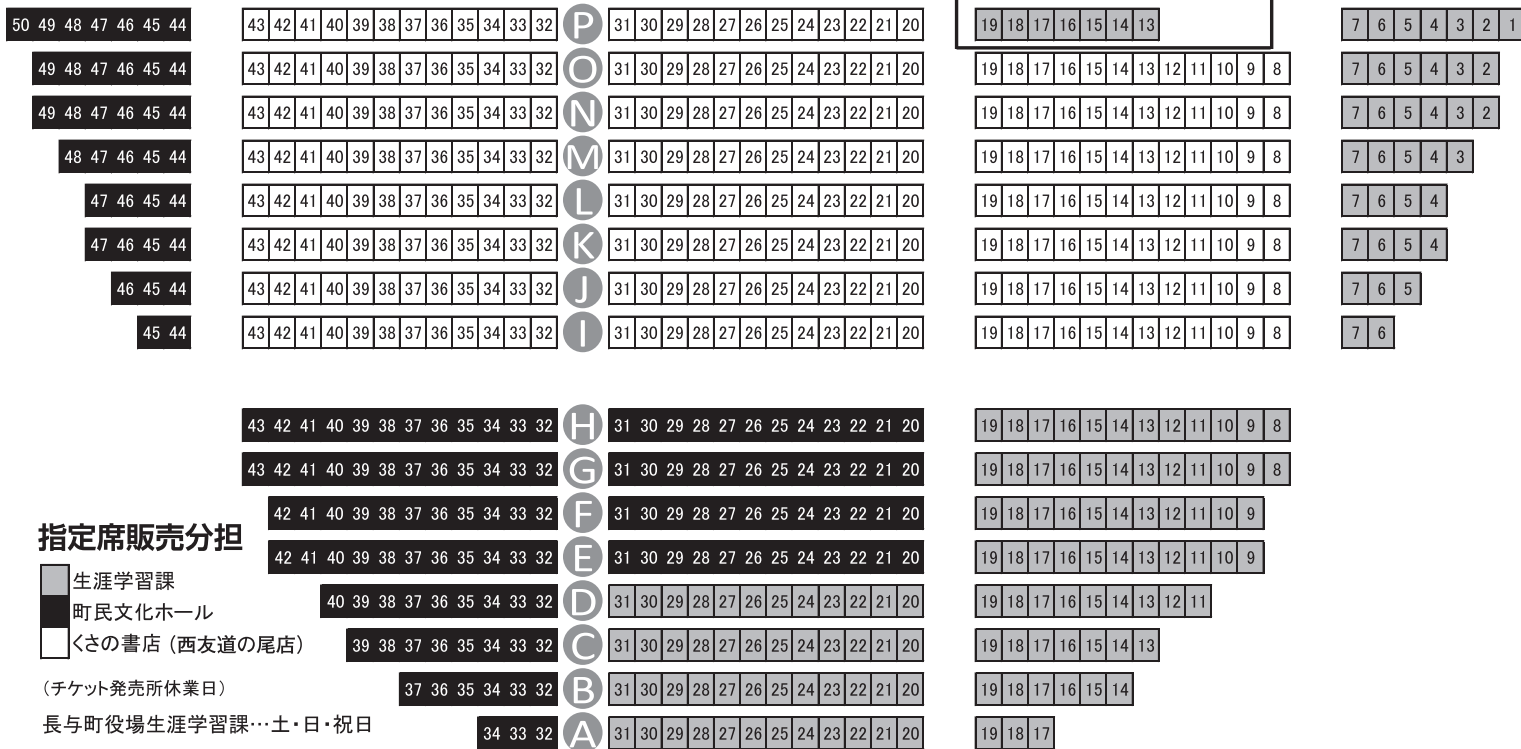 50 49 48 47 46 45 44 43 42 41 40 39 38 37 36 35 34 33 32 P 31 30 29 28 27 26 25 24 23 22 21 20 19 18 17 16 15 14 13 7 6 5 4 3 2 1
49 48 47 46 45 44 43 42 41 40 39 38 37 36 35 34 33 32 O 31 30 29 28 27 26 25 24 23 22 21 20 19 18 17 16 15 14 13 12 11 10 9 8 7 6 5 4 3 2
49 48 47 46 45 44 43 42 41 40 39 38 37 36 35 34 33 32 N 31 30 29 28 27 26 25 24 23 22 21 20 19 18 17 16 15 14 13 12 11 10 9 8 7 6 5 4 3 2
48 47 46 45 44 43 42 41 40 39 38 37 36 35 34 33 32 M 31 30 29 28 27 26 25 24 23 22 21 20 19 18 17 16 15 14 13 12 11 10 9 8 7 6 5 4 3
47 46 45 44 43 42 41 40 39 38 37 36 35 34 33 32 L 31 30 29 28 27 26 25 24 23 22 21 20 19 18 17 16 15 14 13 12 11 10 9 8 7 6 5 4
47 46 45 44 43 42 41 40 39 38 37 36 35 34 33 32 K 31 30 29 28 27 26 25 24 23 22 21 20 19 18 17 16 15 14 13 12 11 10 9 8 7 6 5 4
46 45 44 43 42 41 40 39 38 37 36 35 34 33 32 J 31 30 29 28 27 26 25 24 23 22 21 20 19 18 17 16 15 14 13 12 11 10 9 8 7 6 5
45 44 43 42 41 40 39 38 37 36 35 34 33 32 I 31 30 29 28 27 26 25 24 23 22 21 20 19 18 17 16 15 14 13 12 11 10 9 8 7 6
43 42 41 40 39 38 37 36 35 34 33 32 H 31 30 29 28 27 26 25 24 23 22 21 20 19 18 17 16 15 14 13 12 11 10 9 8
43 42 41 40 39 38 37 36 35 34 33 32 G 31 30 29 28 27 26 25 24 23 22 21 20 19 18 17 16 15 14 13 12 11 10 9 8
42 41 40 39 38 37 36 35 34 33 32 F 31 30 29 28 27 26 25 24 23 22 21 20 19 18 17 16 15 14 13 12 11 10 9
42 41 40 39 38 37 36 35 34 33 32 E 31 30 29 28 27 26 25 24 23 22 21 20 19 18 17 16 15 14 13 12 11 10 9
40 39 38 37 36 35 34 33 32 D 31 30 29 28 27 26 25 24 23 22 21 20 19 18 17 16 15 14 13 12 11
39 38 37 36 35 34 33 32 C 31 30 29 28 27 26 25 24 23 22 21 20 19 18 17 16 15 14 13
37 36 35 34 33 32 B 31 30 29 28 27 26 25 24 23 22 21 20 19 18 17 16 15 14
34 33 32 A 31 30 29 28 27 26 25 24 23 22 21 20 19 18 17
指定席販売分担
生涯学習課
町民文化ホール
くさの書店（西友道の尾店）
（チケット発売所休業日）
長与町役場生涯学習課…土・日・祝日